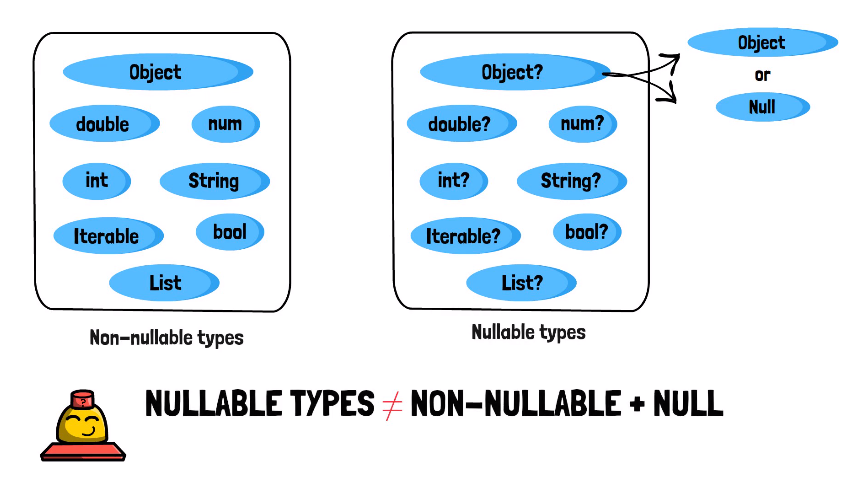 Object
double num
int String
Iterable bool
List
Non-nullable types
Object?
double? num?
int? String?
Iterable? bool?
List?
Nullable types
Object
or
Null
?
NULLABLE TYPES ≠ NON-NULLABLE + NULL